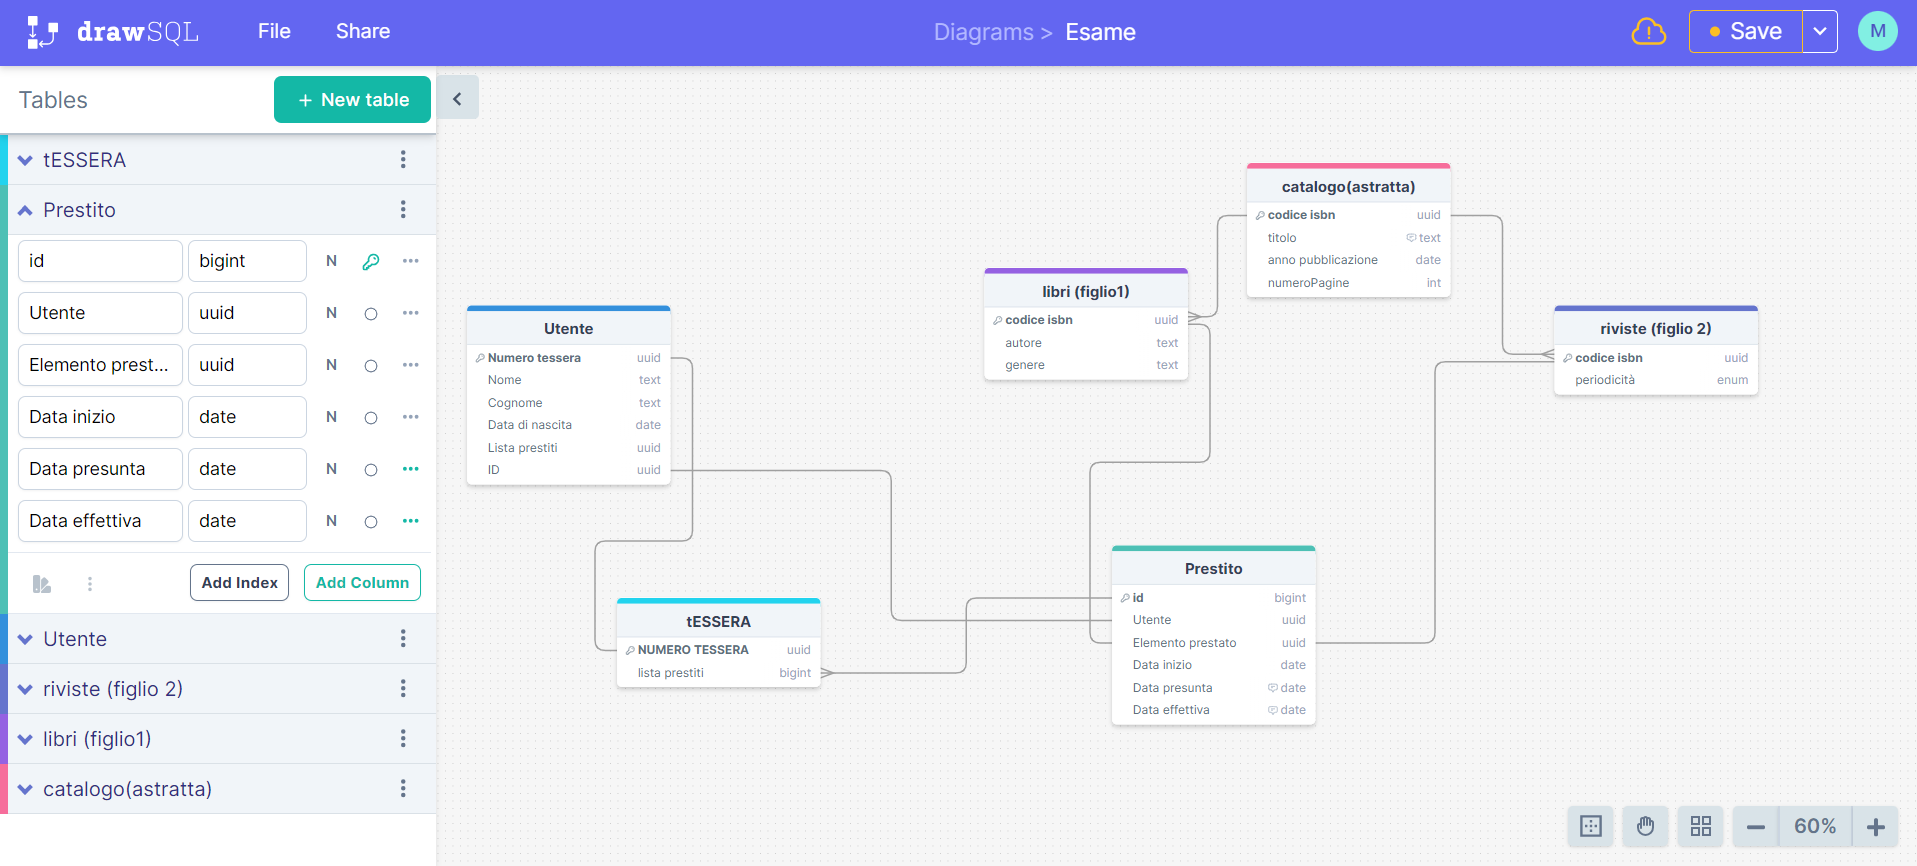 drawSQL File Share Diagrams > Esame Save M
Tables + New table
tESSERA
Prestito
id bigint N
Utente uuid N
Elemento prest... uuid N
Data inizio date N
Data presunta date N
Data effettiva date N
Add Index Add Column
Utente
riviste (figlio 2)
libri (figlio1)
catalogo(astratta)
Utente
Numero tessera uuid
Nome text
Cognome text
Data di nascita date
Lista prestiti uuid
ID uuid
tESSERA
NUMERO TESSERA uuid
lista prestiti bigint
libri (figlio1)
codice isbn uuid
autore text
genere text
catalogo(astratta)
codice isbn uuid
titolo text
anno pubblicazione date
numeroPagine int
riviste (figlio 2)
codice isbn uuid
periodicità enum
Prestito
id bigint
Utente uuid
Elemento prestato uuid
Data inizio date
Data presunta date
Data effettiva date
60%